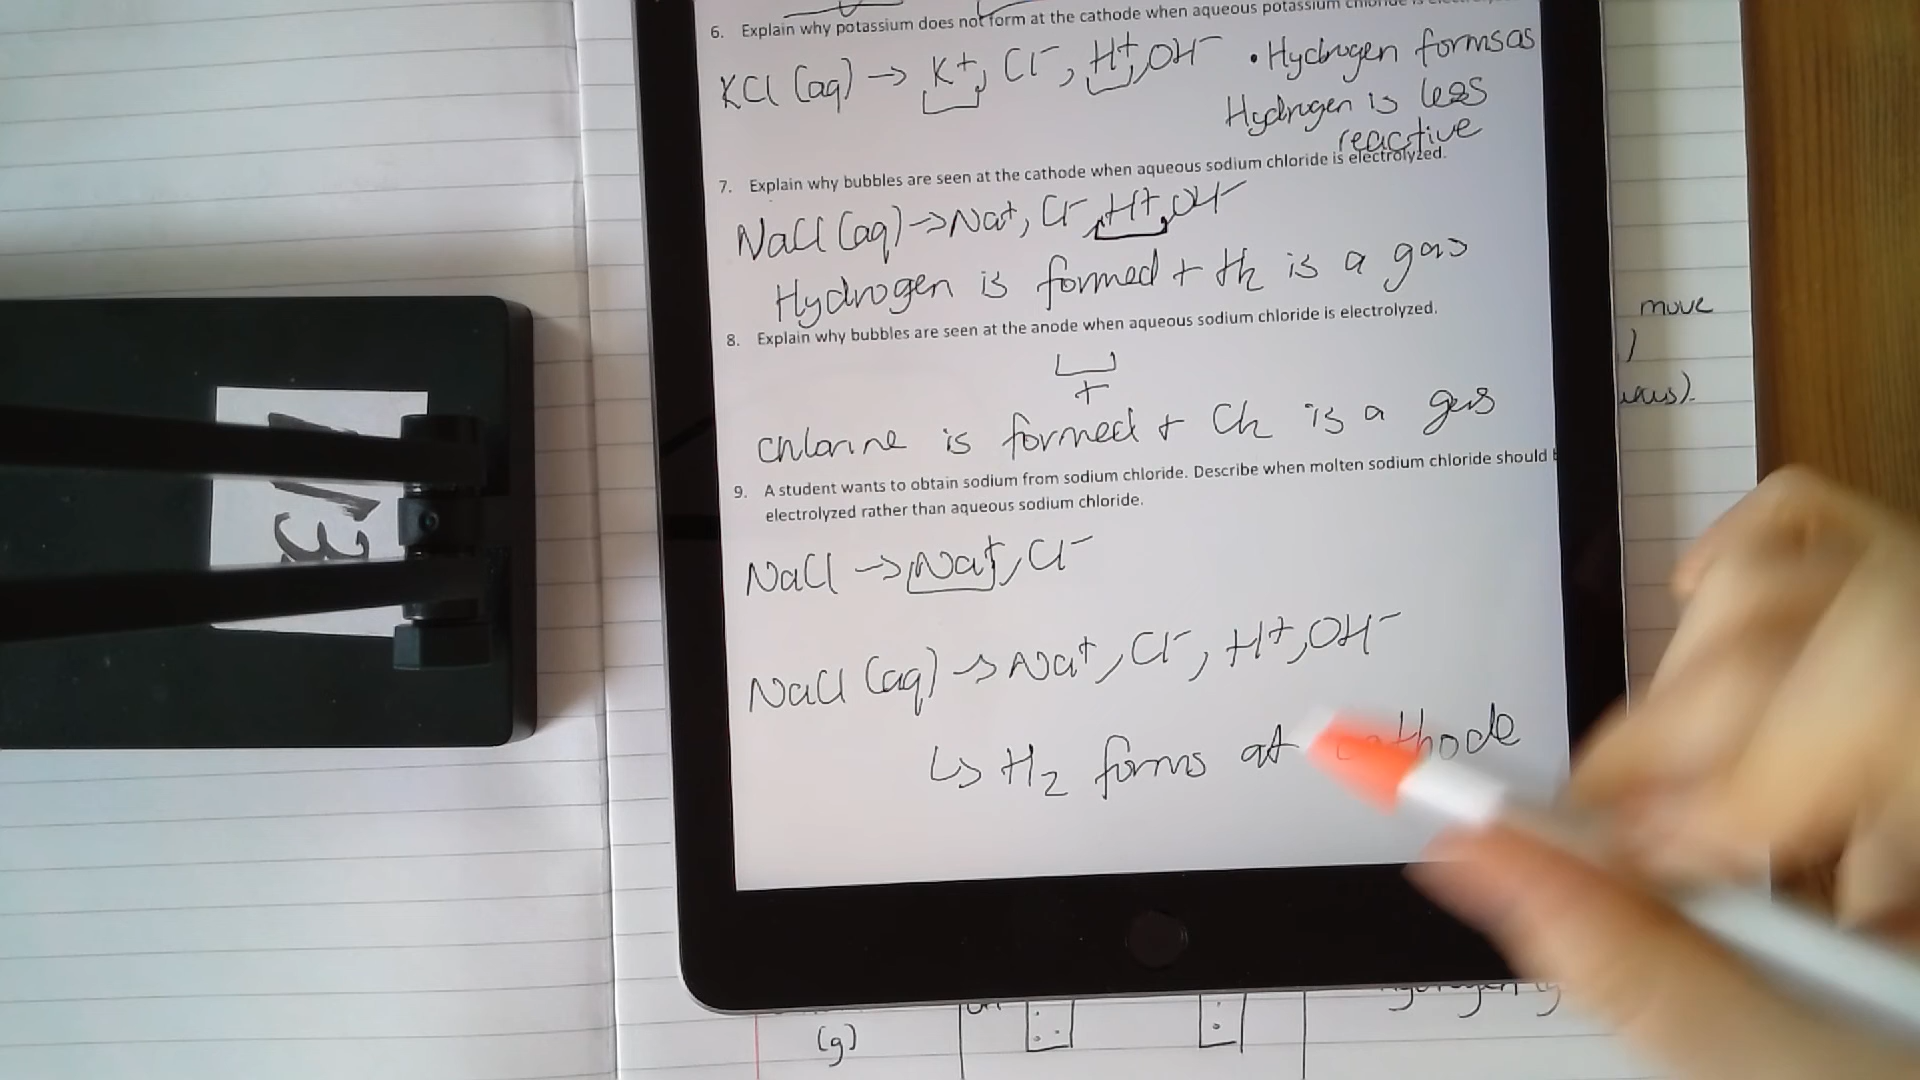 6. Explain why potassium does not form at the cathode when aqueous potassium chloride is
KCl (aq) → K+, Cl-, H+, OH- • Hydrogen forms as
Hydrogen is less
reactive
7. Explain why bubbles are seen at the cathode when aqueous sodium chloride is electrolyzed.
NaCl (aq) → Na+, Cl-, H+, OH-
Hydrogen is formed + H2 is a gas
8. Explain why bubbles are seen at the anode when aqueous sodium chloride is electrolyzed.
+
chlorine is formed + Cl2 is a gas
9. A student wants to obtain sodium from sodium chloride. Describe when molten sodium chloride should
electrolyzed rather than aqueous sodium chloride.
NaCl → Na+, Cl-
NaCl (aq) → Na+, Cl-, H+, OH-
↳ H2 forms at cathode
move
)
(g)